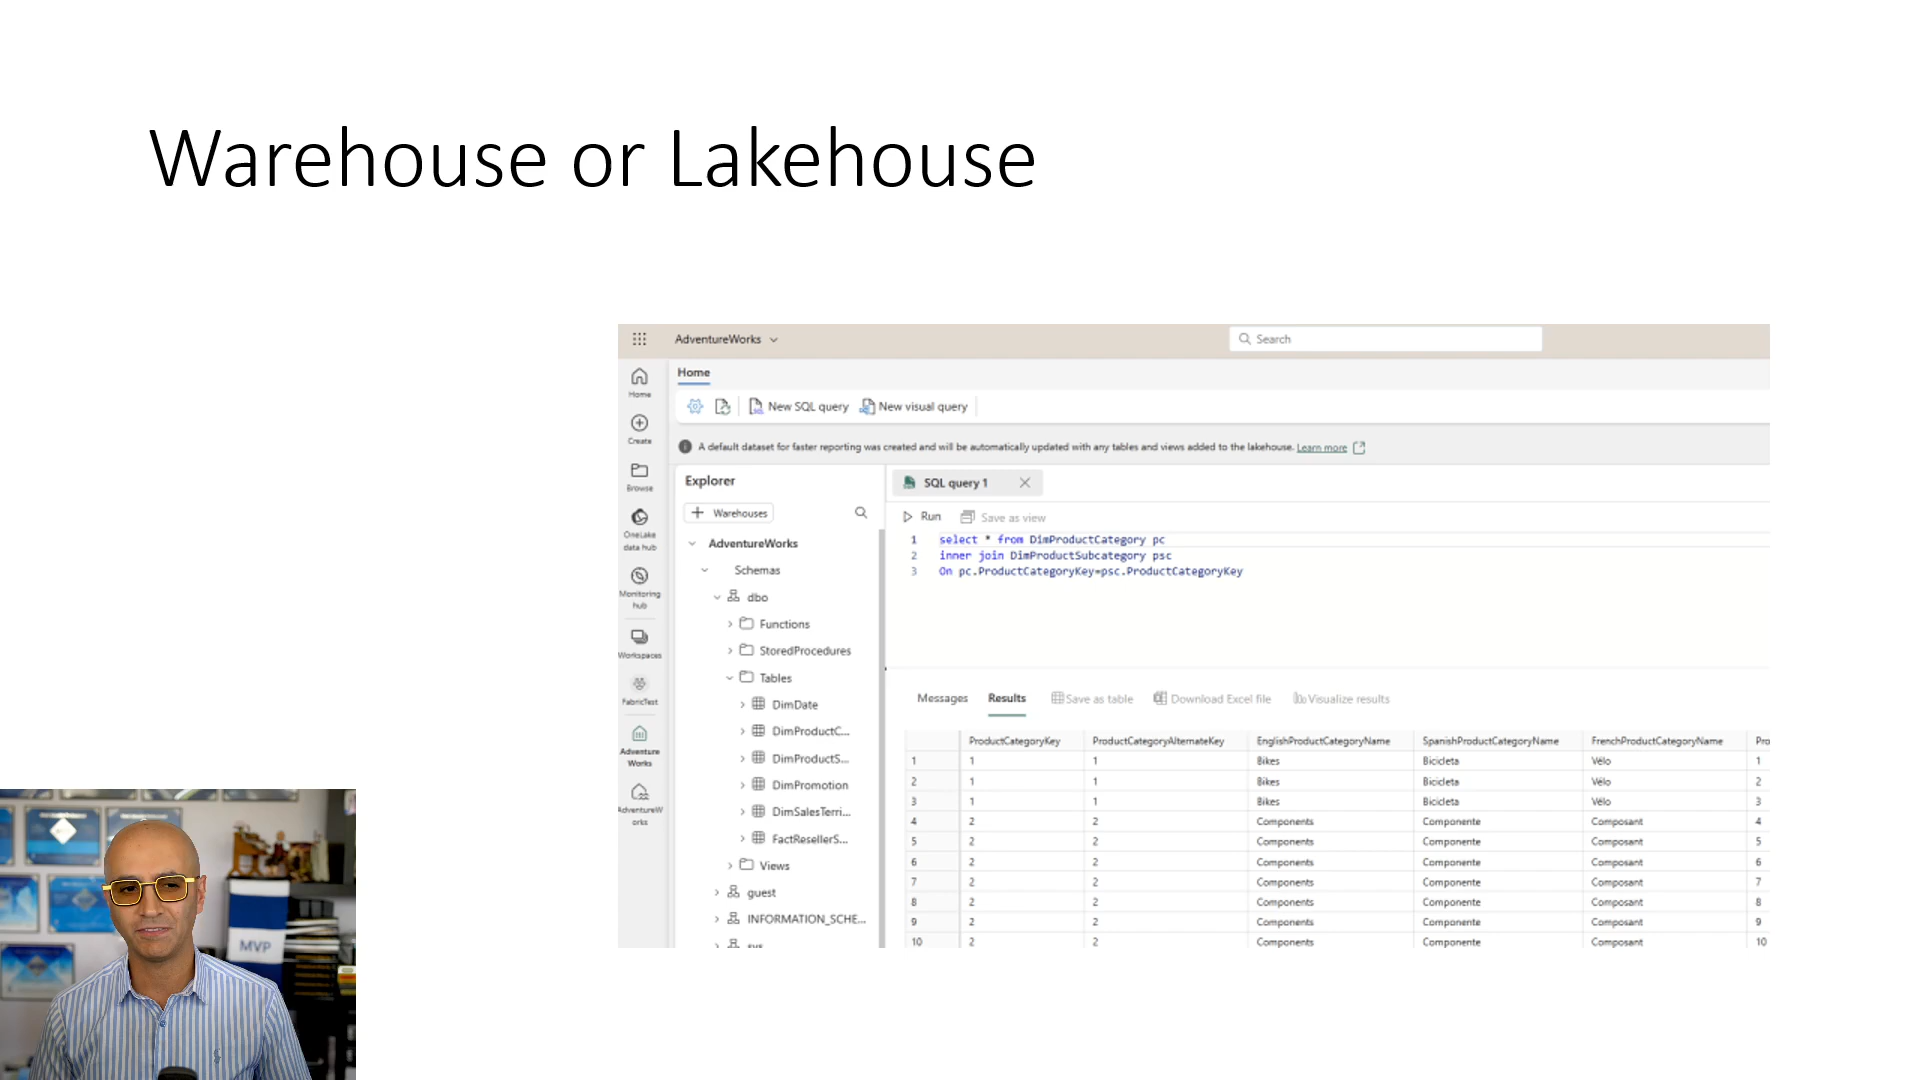 Warehouse or Lakehouse
AdventureWorks
Search
Home
Home
New SQL query
New visual query
Create
A default dataset for faster reporting was created and will be automatically updated with any tables and views added to the lakehouse. Learn more
Explorer
SQL query 1
Browse
Warehouses
Run
Save as view
OneLake
data hub
AdventureWorks
1 select * from DimProductCategory pc
2 inner join DimProductSubcategory psc
3 On pc.ProductCategoryKey=psc.ProductCategoryKey
Schemas
Monitoring
hub
dbo
Functions
StoredProcedures
Workspaces
Tables
FabricTest
Messages
Results
Save as table
Download Excel file
Visualize results
DimDate
DimProductC...
DimProductS...
DimPromotion
DimSalesTerri...
FactResellerS...
Views
guest
INFORMATION_SCHE...
sys
Adventure
Works
AdventureW
orks
ProductCategoryKey ProductCategoryAlternateKey EnglishProductCategoryName SpanishProductCategoryName FrenchProductCategoryName Pro
1 1 1 Bikes Bicicleta Vélo 1
2 1 1 Bikes Bicicleta Vélo 2
3 1 1 Bikes Bicicleta Vélo 3
4 2 2 Components Componente Composant 4
5 2 2 Components Componente Composant 5
6 2 2 Components Componente Composant 6
7 2 2 Components Componente Composant 7
8 2 2 Components Componente Composant 8
9 2 2 Components Componente Composant 9
10 2 2 Components Componente Composant 10
MVP